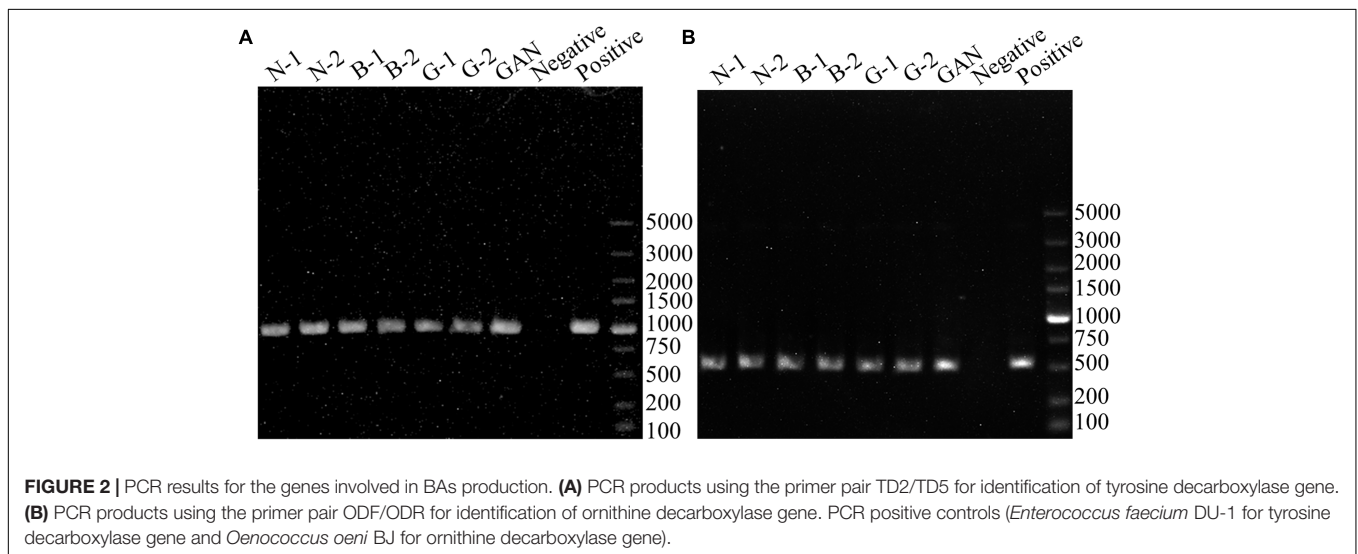 A
N-1 N-2 B-1 B-2 G-1 G-2 GAN Negative Positive
5000
3000
2000
1500
1000
750
500
200
100
B
N-1 N-2 B-1 B-2 G-1 G-2 GAN Negative Positive
5000
3000
2000
1500
1000
750
500
200
100
FIGURE 2 | PCR results for the genes involved in BAs production. (A) PCR products using the primer pair TD2/TD5 for identification of tyrosine decarboxylase gene.
(B) PCR products using the primer pair ODF/ODR for identification of ornithine decarboxylase gene. PCR positive controls (Enterococcus faecium DU-1 for tyrosine
decarboxylase gene and Oenococcus oeni BJ for ornithine decarboxylase gene).